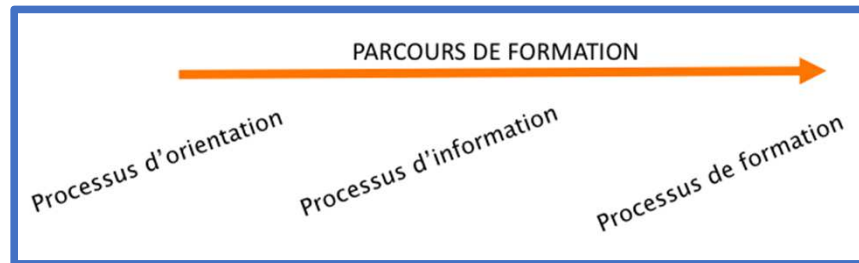 PARCOURS DE FORMATION
Processus d'orientation
Processus d'information
Processus de formation